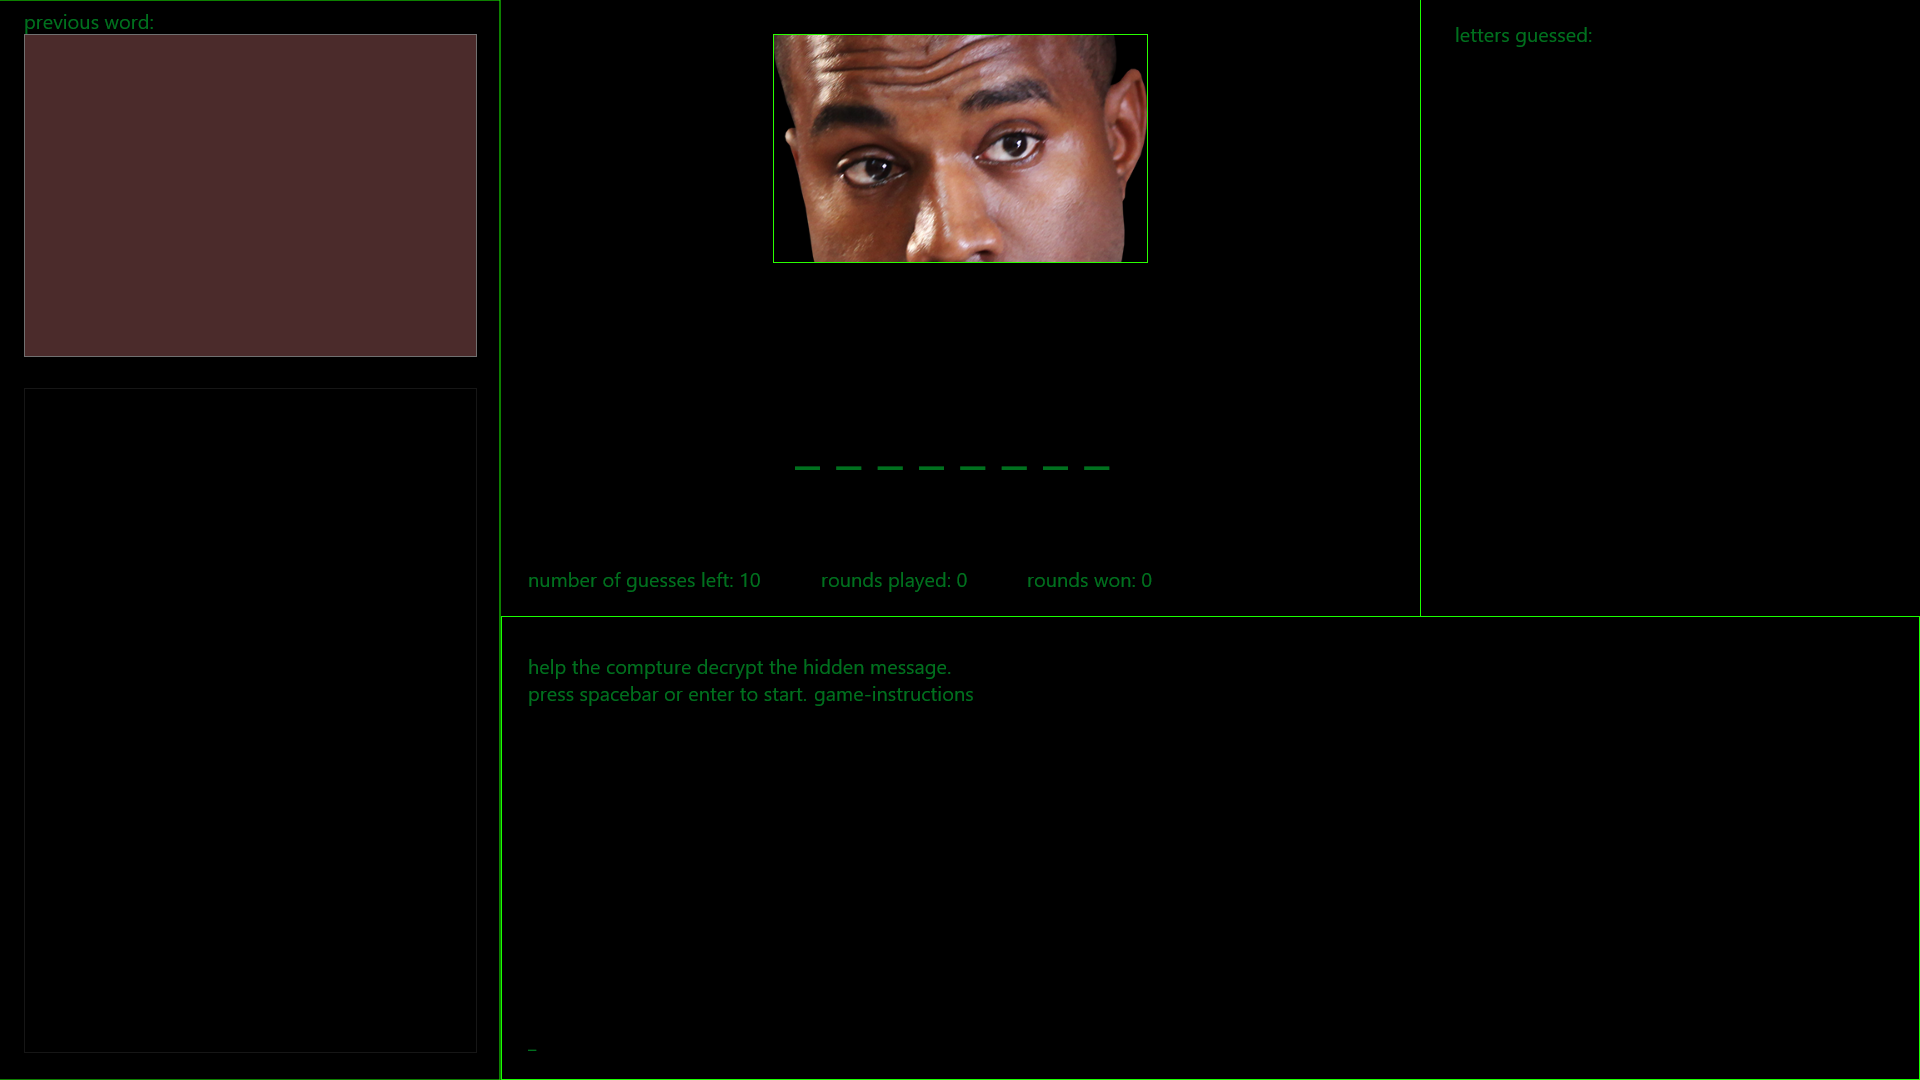 previous word:
letters guessed:
number of guesses left: 10
rounds played: 0
rounds won: 0
help the compture decrypt the hidden message.
press spacebar or enter to start. game-instructions
_